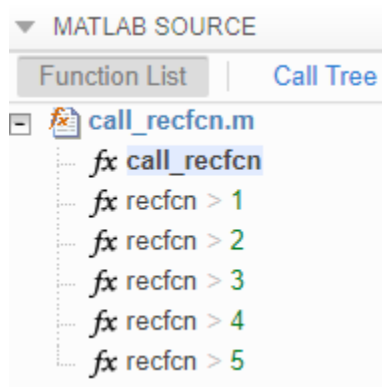 MATLAB SOURCE
Function List Call Tree
call_recfcn.m
fx call_recfcn
fx recfcn > 1
fx recfcn > 2
fx recfcn > 3
fx recfcn > 4
fx recfcn > 5